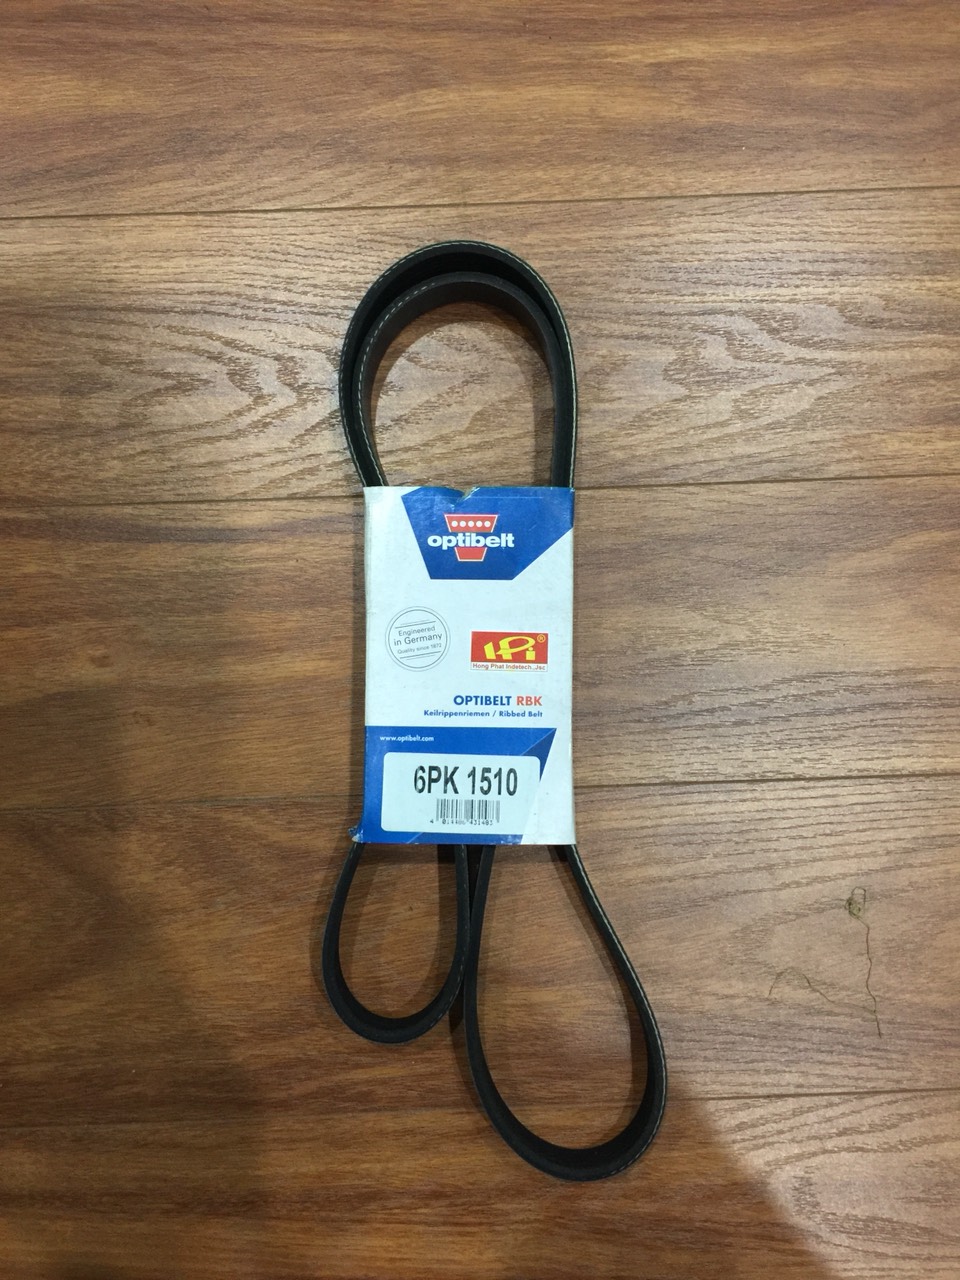 optibelt
Engineered
in Germany
Quality since 1872
HPi®
Hong Phat Indetech.,Jsc
OPTIBELT RBK
Keilrippenriemen / Ribbed Belt
www.optibelt.com
6PK 1510